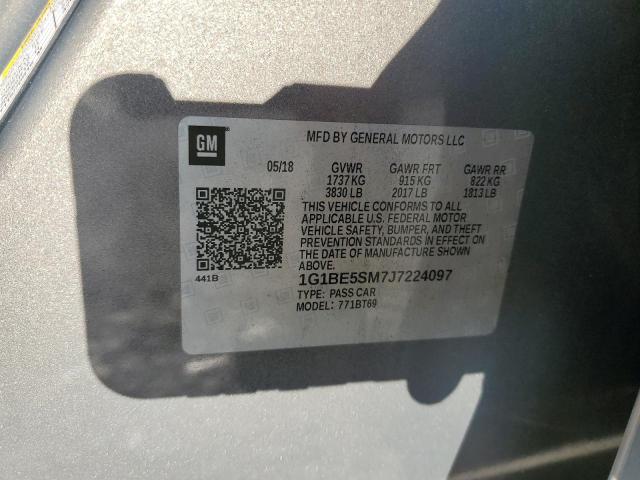 GM
MFD BY GENERAL MOTORS LLC
05/18 GVWR GAWR FRT GAWR RR
1737 KG 915 KG 822 KG
3830 LB 2017 LB 1813 LB
THIS VEHICLE CONFORMS TO ALL
APPLICABLE U.S. FEDERAL MOTOR
VEHICLE SAFETY, BUMPER, AND THEFT
PREVENTION STANDARDS IN EFFECT ON
THE DATE OF MANUFACTURE SHOWN
ABOVE.
441B
1G1BE5SM7J7224097
TYPE: PASS CAR
MODEL: 771BT69